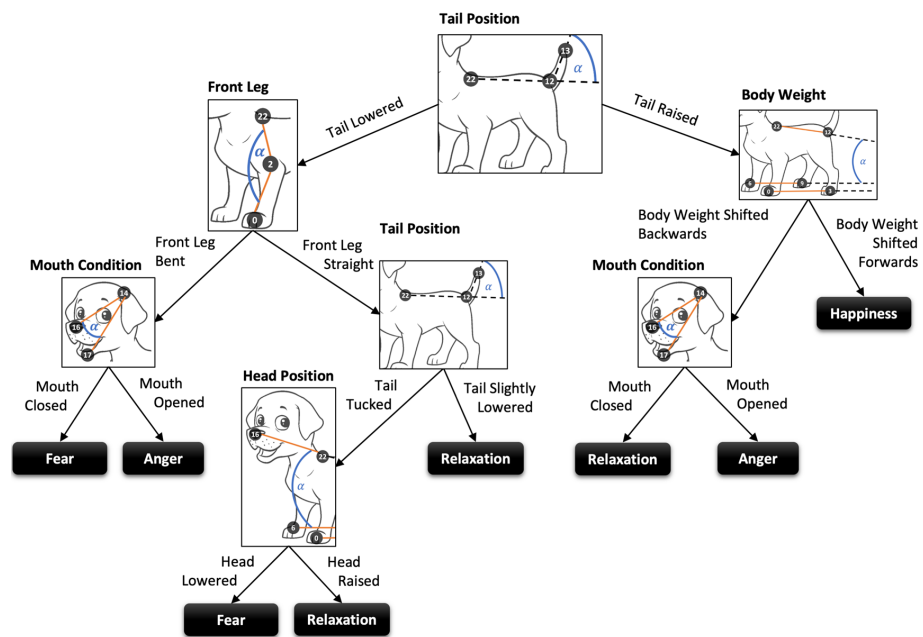 Tail Position
13
α
22
12
Front Leg
22
α
2
0
Tail Lowered
Tail Raised
Body Weight
22
12
α
6
9
0
3
Front Leg
Bent
Front Leg
Straight
Tail Position
13
α
22
12
Body Weight Shifted
Backwards
Body Weight
Shifted
Forwards
Mouth Condition
14
16
α
17
Mouth Condition
14
16
α
17
Happiness
Mouth
Closed
Mouth
Opened
Head Position
16
22
α
6
0
Tail
Tucked
Tail Slightly
Lowered
Mouth
Closed
Mouth
Opened
Fear
Anger
Relaxation
Relaxation
Anger
Head
Lowered
Head
Raised
Fear
Relaxation